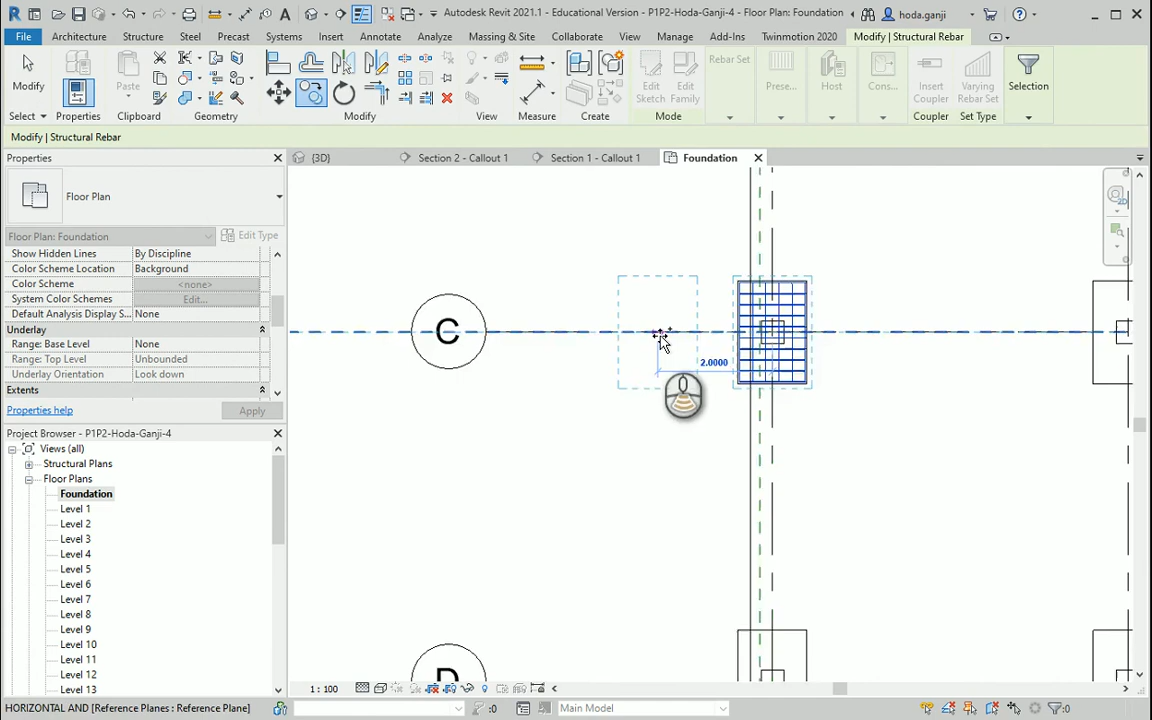 Autodesk Revit 2021.1 - Educational Version - P1P2-Hoda-Ganji-4 - Floor Plan: Foundation
hoda.ganji
File Architecture Structure Steel Precast Systems Insert Annotate Analyze Massing & Site Collaborate View Manage Add-Ins Twinmotion 2020 Modify | Structural Rebar
Modify
Paste
Edit Sketch
Edit Family
Rebar Set
Prese...
Host
Cons...
Insert Coupler
Varying Rebar Set
Selection
Select Properties Clipboard Geometry Modify View Measure Create Mode Coupler Set Type
Modify | Structural Rebar
Properties
{3D}
Section 2 - Callout 1
Section 1 - Callout 1
Foundation
Floor Plan
Floor Plan: Foundation
Edit Type
Show Hidden Lines By Discipline
Color Scheme Location Background
Color Scheme <none>
System Color Schemes Edit...
Default Analysis Display S... None
Underlay
Range: Base Level None
Range: Top Level Unbounded
Underlay Orientation Look down
Extents
Properties help
Apply
Project Browser - P1P2-Hoda-Ganji-4
Views (all)
Structural Plans
Floor Plans
Foundation
Level 1
Level 2
Level 3
Level 4
Level 5
Level 6
Level 7
Level 8
Level 9
Level 10
Level 11
Level 12
Level 13
C
2.0000
D
2D
1 : 100
HORIZONTAL AND [Reference Planes : Reference Plane]
:0
Main Model
:0